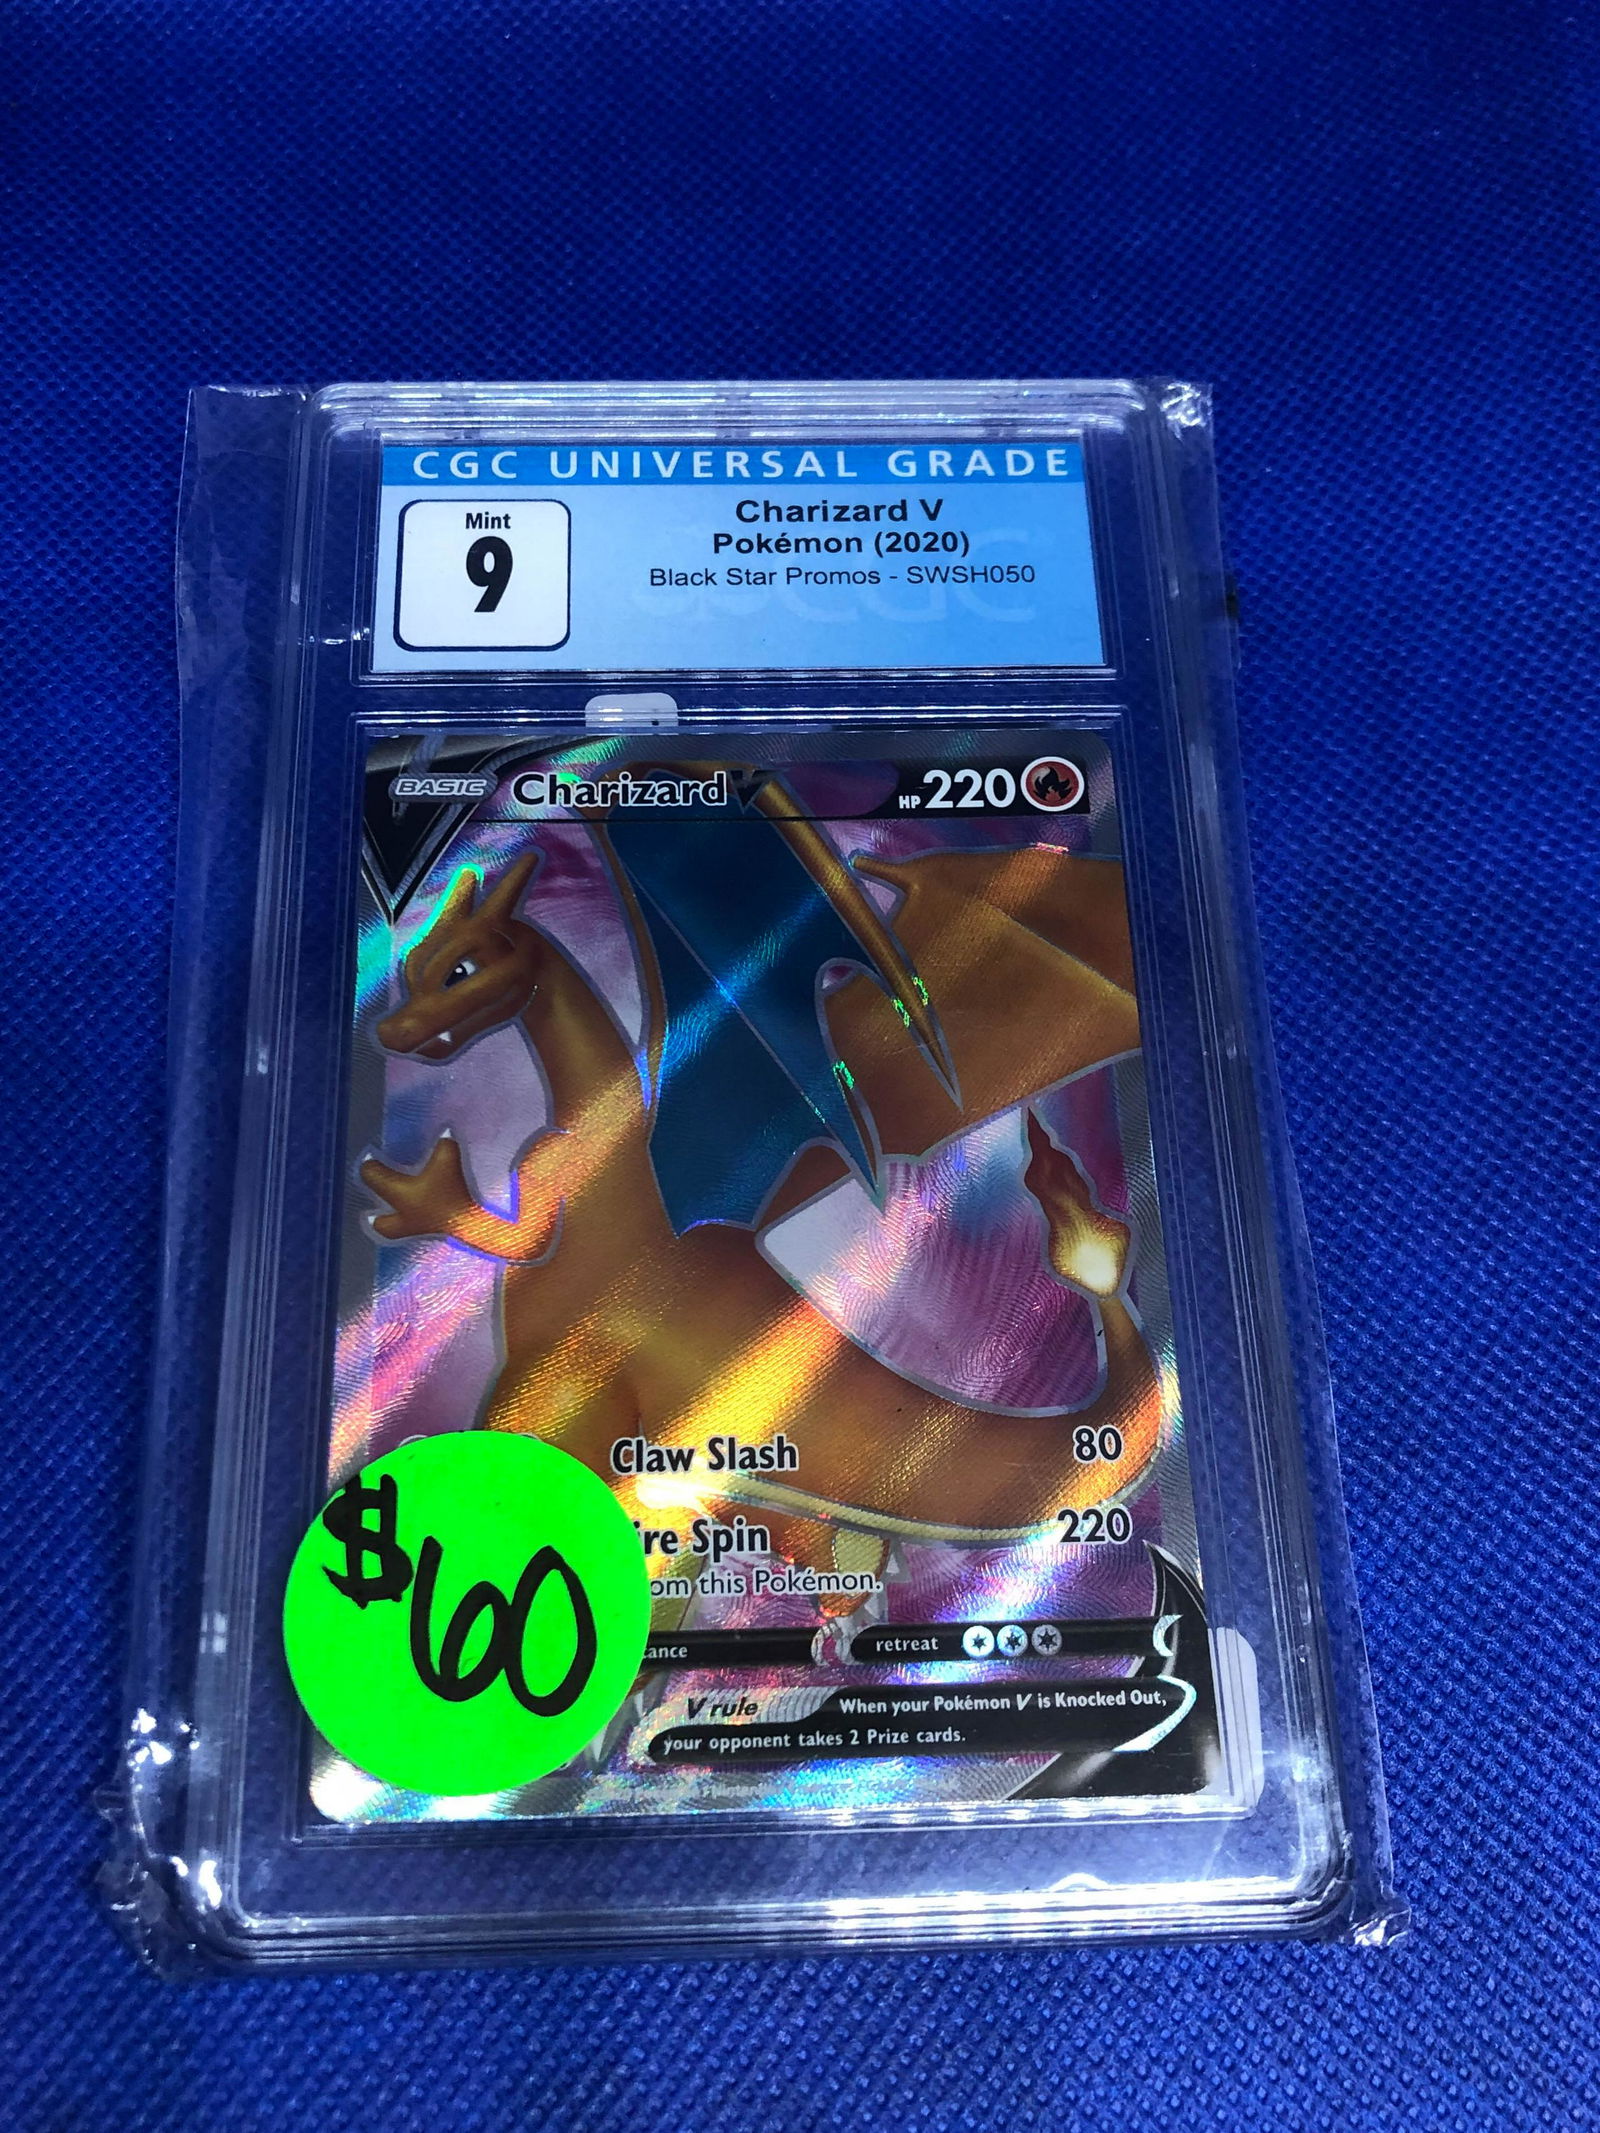 CGC UNIVERSAL GRADE
Mint
9
Charizard V
Pokémon (2020)
Black Star Promos - SWSH050
BASIC Charizard V HP 220
Claw Slash 80
ire Spin 220
om this Pokémon.
tance retreat
V rule When your Pokémon V is Knocked Out,
your opponent takes 2 Prize cards.
$60